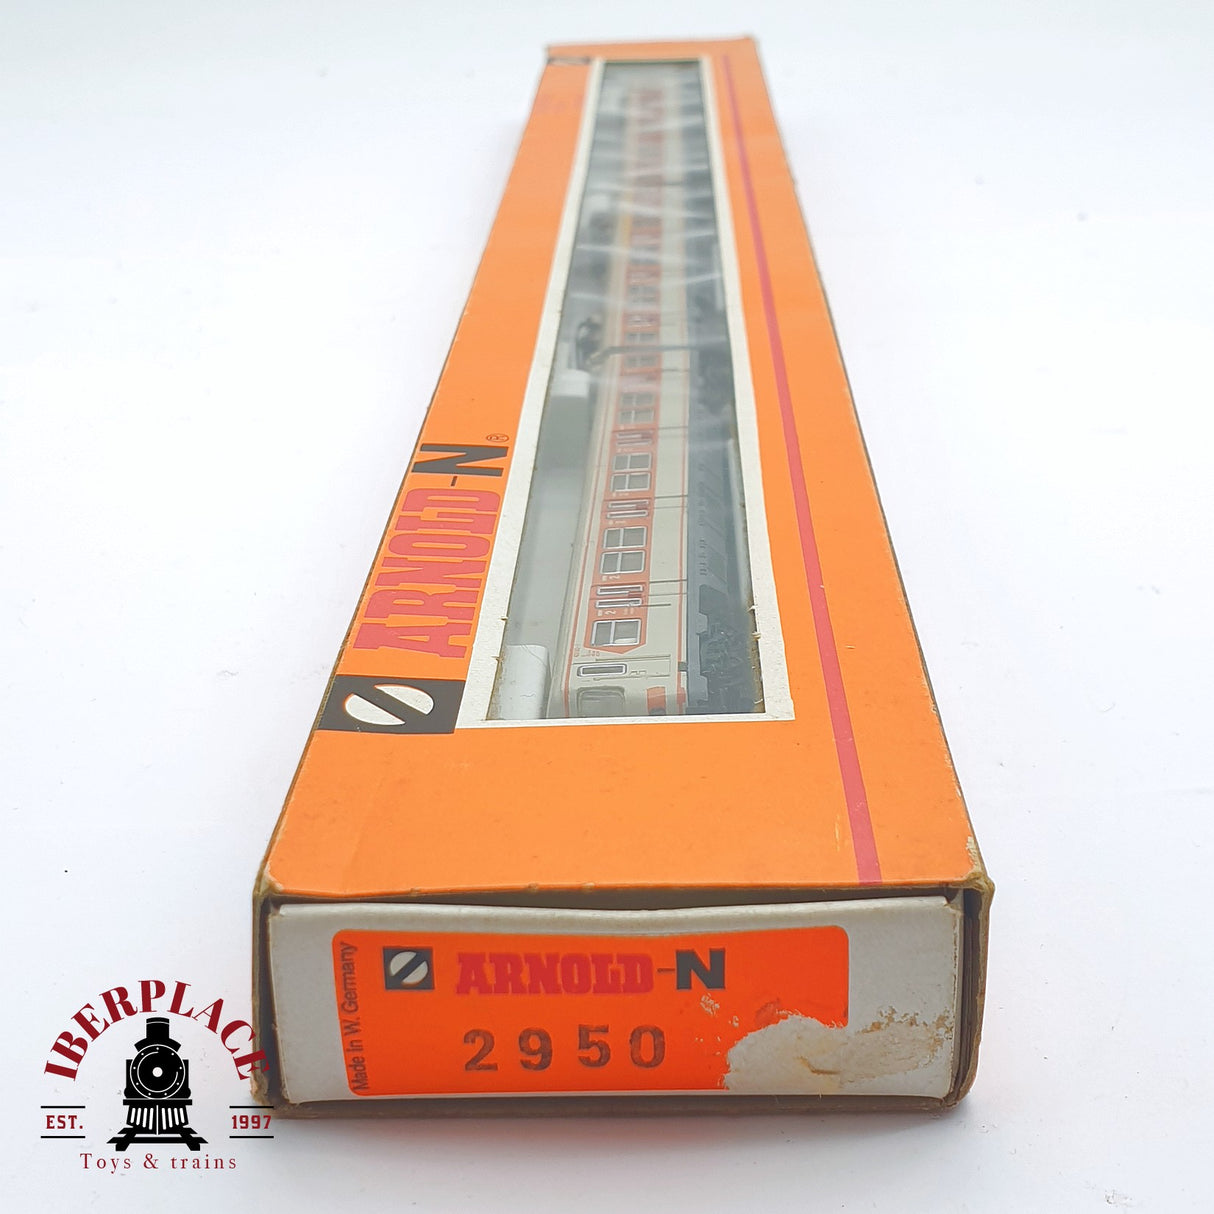 ARNOLD-N®
Made in W. Germany
ARNOLD-N
2950
IBERPLACE
EST. 1997
Toys & trains